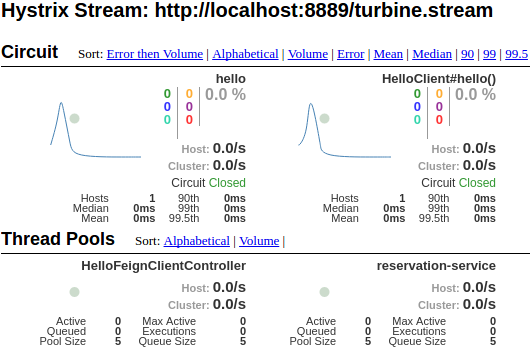 Hystrix Stream: http://localhost:8889/turbine.stream
Circuit Sort: Error then Volume | Alphabetical | Volume | Error | Mean | Median | 90 | 99 | 99.5
hello HelloClient#hello()
0 0 0.0 % 0 0 0.0 %
0 0 0 0
0 0 0 0
Host: 0.0/s Host: 0.0/s
Cluster: 0.0/s Cluster: 0.0/s
Circuit Closed Circuit Closed
Hosts 1 90th 0ms Hosts 1 90th 0ms
Median 0ms 99th 0ms Median 0ms 99th 0ms
Mean 0ms 99.5th 0ms Mean 0ms 99.5th 0ms
Thread Pools Sort: Alphabetical | Volume |
HelloFeignClientController reservation-service
Host: 0.0/s Host: 0.0/s
Cluster: 0.0/s Cluster: 0.0/s
Active 0 Max Active 0 Active 0 Max Active 0
Queued 0 Executions 0 Queued 0 Executions 0
Pool Size 5 Queue Size 5 Pool Size 5 Queue Size 5